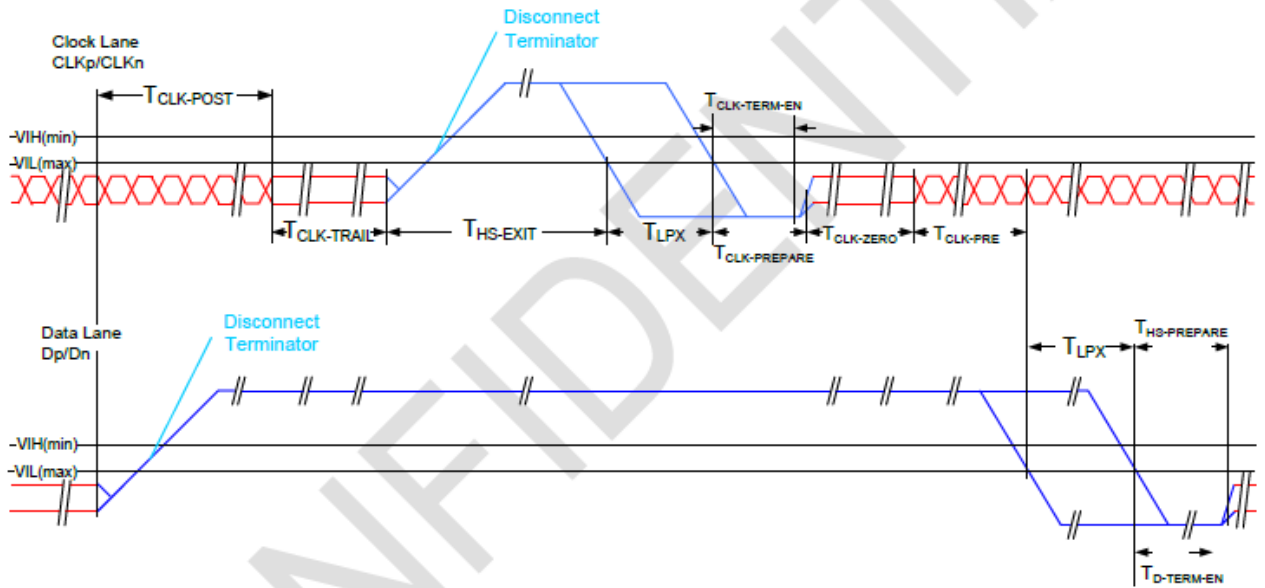 Disconnect
Terminator
Clock Lane
CLKp/CLKn
TCLK-POST
TCLK-TERM-EN
VIH(min)
VIL(max)
TCLK-TRAIL
THS-EXIT
TLPX
TCLK-PREPARE
TCLK-ZERO
TCLK-PRE
Data Lane
Dp/Dn
Disconnect
Terminator
TLPX
THS-PREPARE
VIH(min)
VIL(max)
TD-TERM-EN